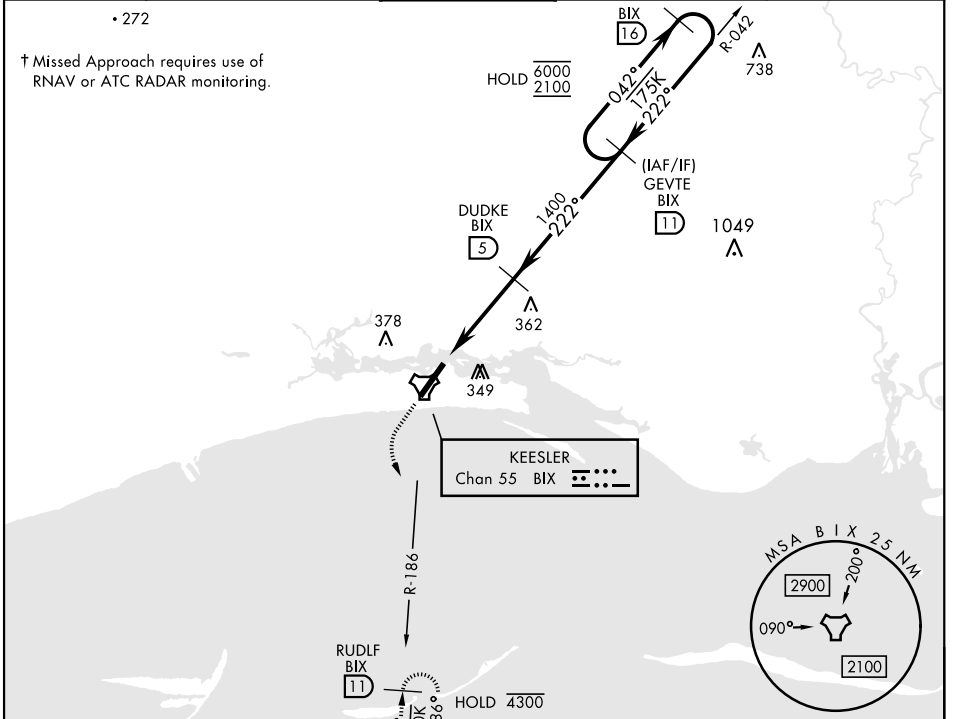 272
† Missed Approach requires use of
RNAV or ATC RADAR monitoring.
BIX
16
R-042
738
HOLD 6000
2100
042°
175K
222°
(IAF/IF)
GEVTE
BIX
11
1400
222°
DUDKE
BIX
5
1049
362
378
349
KEESLER
Chan 55 BIX
R-186
MSA BIX 25 NM
2900
200°
090°
2100
RUDLF
BIX
11
HOLD 4300